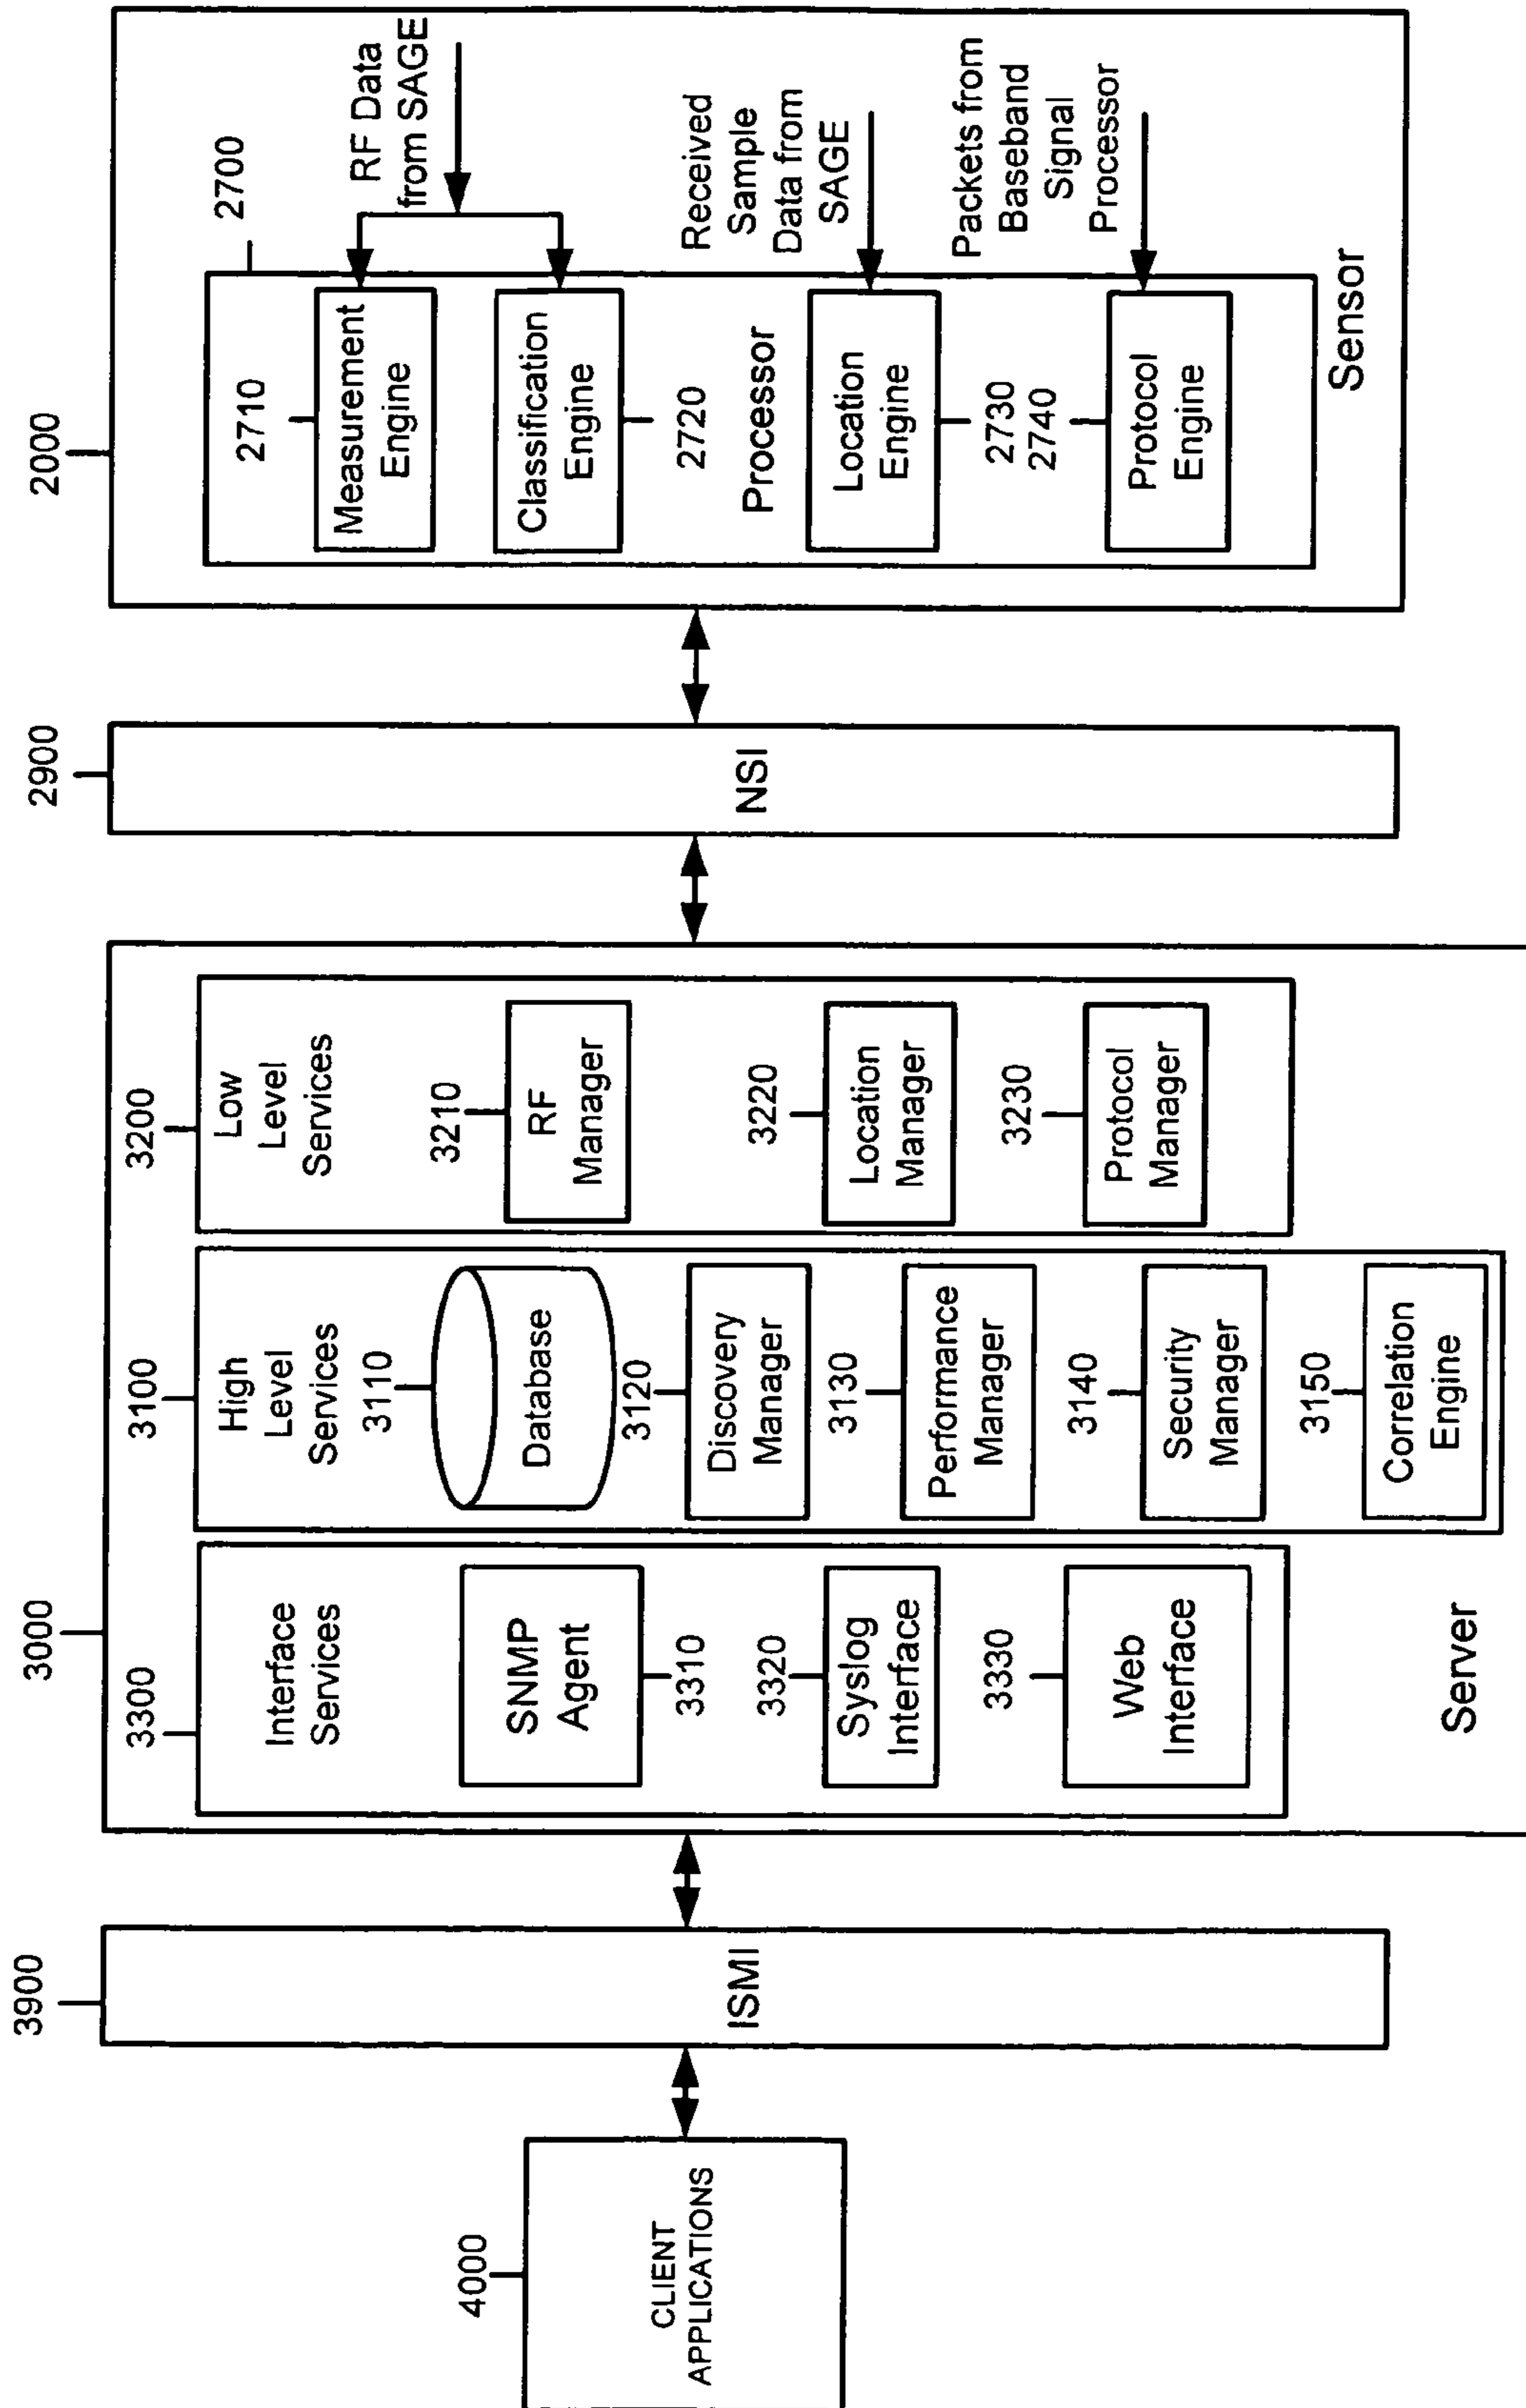 4000
CLIENT
APPLICATIONS
3900
ISMI
3000
3300
Interface
Services
SNMP
Agent
3310
3320
Syslog
Interface
3330
Web
Interface
3100
High
Level
Services
3110
Database
3120
Discovery
Manager
3130
Performance
Manager
3140
Security
Manager
3150
Correlation
Engine
3200
Low
Level
Services
3210
RF
Manager
3220
Location
Manager
3230
Protocol
Manager
Server
2900
NSI
2000
2700
2710
Measurement
Engine
Classification
Engine
2720
Processor
Location
Engine
2730
2740
Protocol
Engine
RF Data
from SAGE
Received
Sample
Data from
SAGE
Packets from
Baseband
Signal
Processor
Sensor